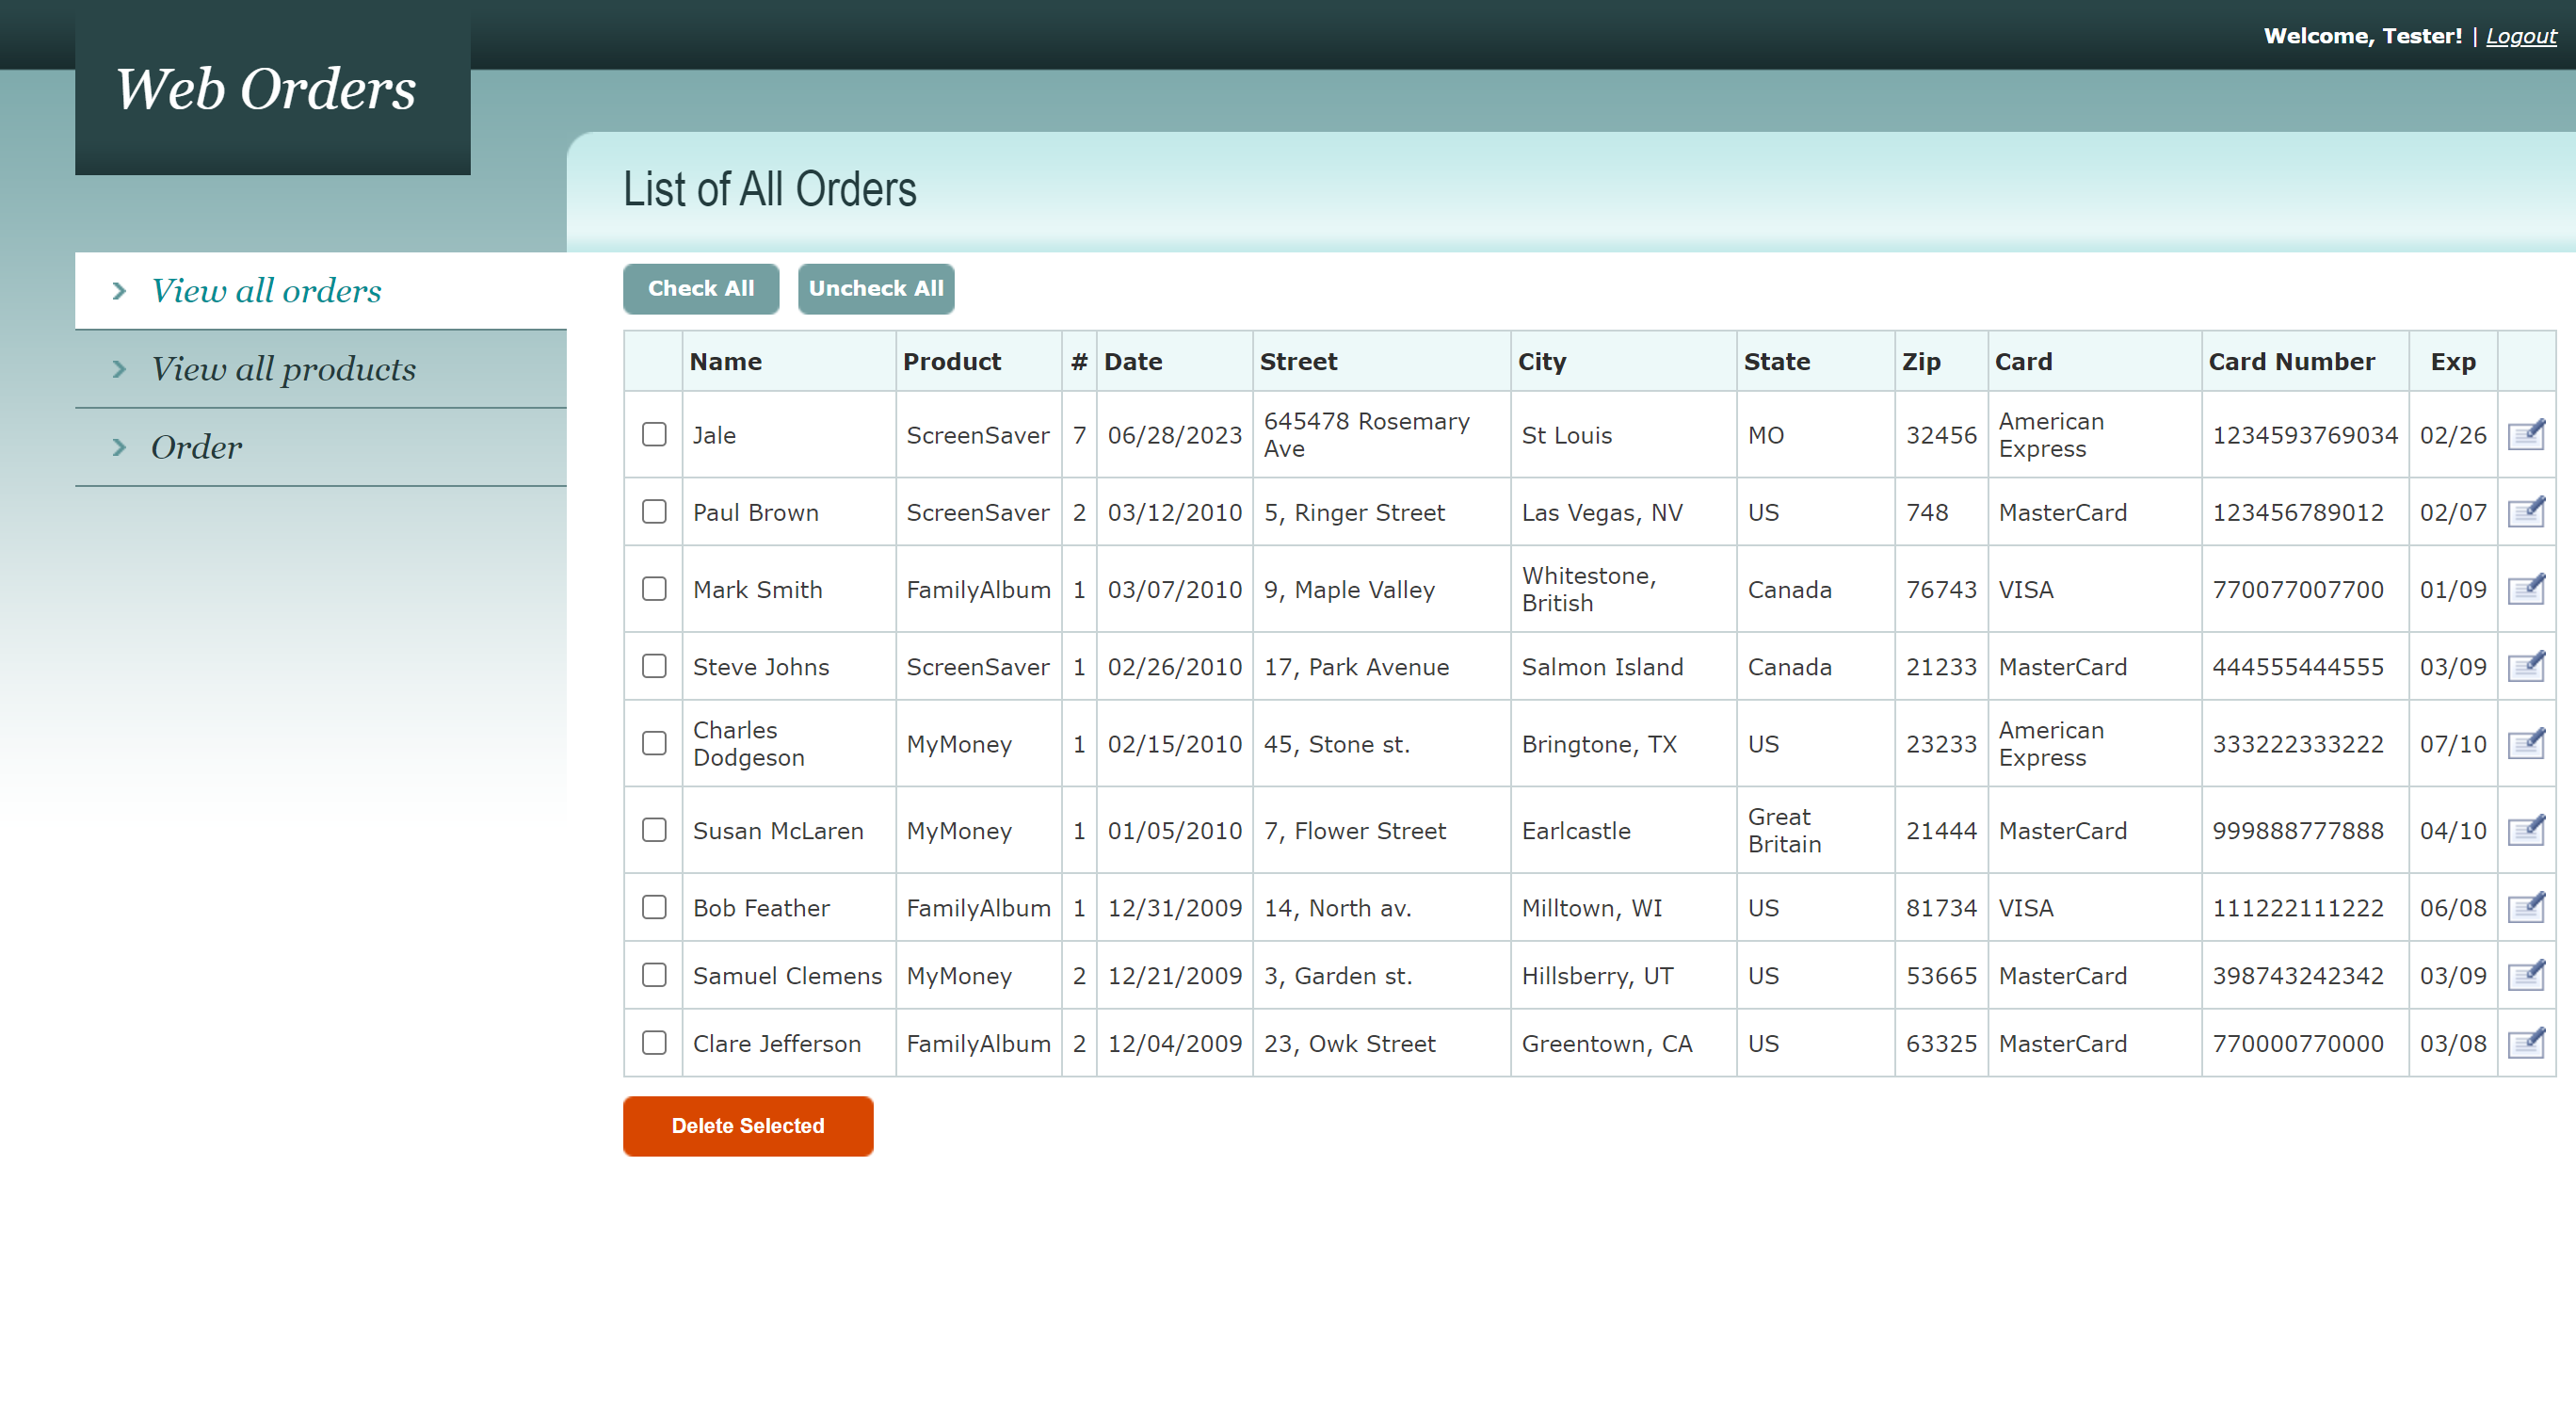 Welcome, Tester! | Logout
Web Orders
List of All Orders
View all orders
View all products
Order
Check All Uncheck All
Name Product # Date Street City State Zip Card Card Number Exp
Jale ScreenSaver 7 06/28/2023 645478 Rosemary Ave St Louis MO 32456 American Express 1234593769034 02/26
Paul Brown ScreenSaver 2 03/12/2010 5, Ringer Street Las Vegas, NV US 748 MasterCard 123456789012 02/07
Mark Smith FamilyAlbum 1 03/07/2010 9, Maple Valley Whitestone, British Canada 76743 VISA 770077007700 01/09
Steve Johns ScreenSaver 1 02/26/2010 17, Park Avenue Salmon Island Canada 21233 MasterCard 444555444555 03/09
Charles Dodgeson MyMoney 1 02/15/2010 45, Stone st. Bringtone, TX US 23233 American Express 333222333222 07/10
Susan McLaren MyMoney 1 01/05/2010 7, Flower Street Earlcastle Great Britain 21444 MasterCard 999888777888 04/10
Bob Feather FamilyAlbum 1 12/31/2009 14, North av. Milltown, WI US 81734 VISA 111222111222 06/08
Samuel Clemens MyMoney 2 12/21/2009 3, Garden st. Hillsberry, UT US 53665 MasterCard 398743242342 03/09
Clare Jefferson FamilyAlbum 2 12/04/2009 23, Owk Street Greentown, CA US 63325 MasterCard 770000770000 03/08
Delete Selected